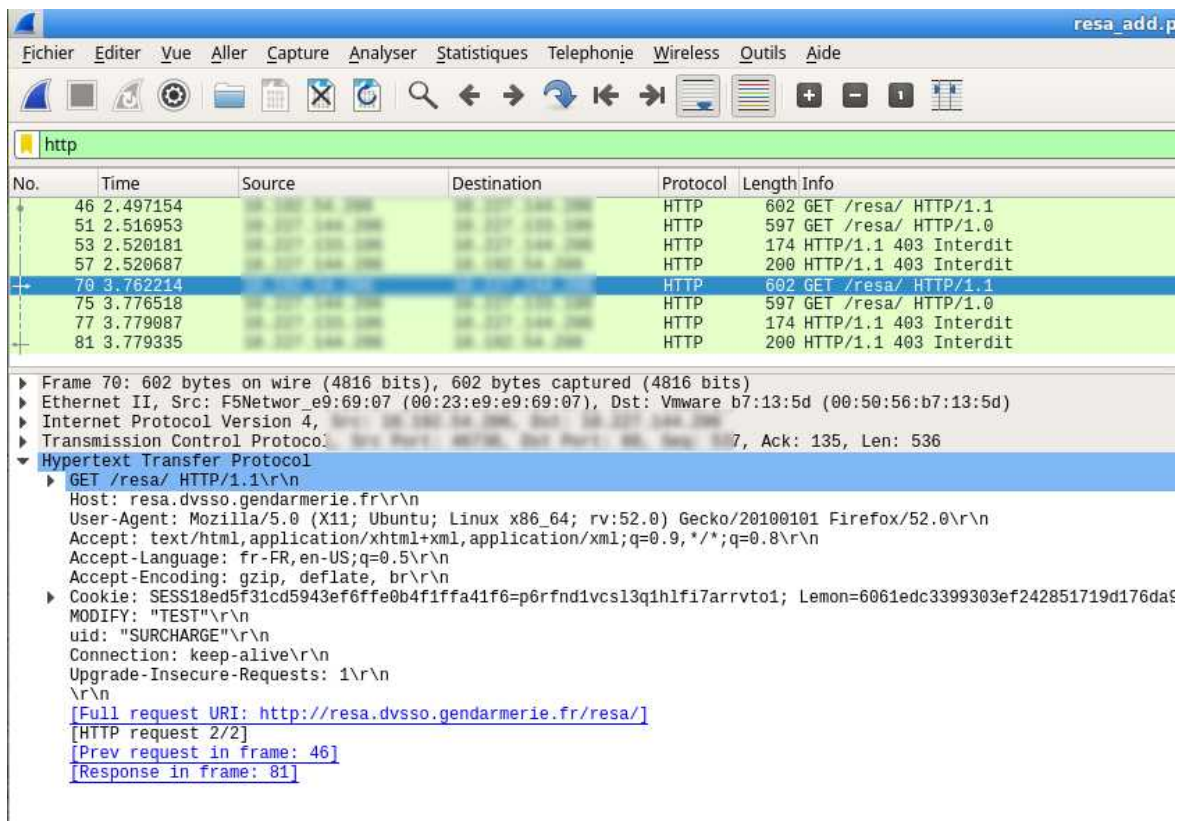 resa_add.p
Fichier Editer Vue Aller Capture Analyser Statistiques Telephonie Wireless Outils Aide
http
No. Time Source Destination Protocol Length Info
46 2.497154 HTTP 602 GET /resa/ HTTP/1.1
51 2.516953 HTTP 597 GET /resa/ HTTP/1.0
53 2.520181 HTTP 174 HTTP/1.1 403 Interdit
57 2.520687 HTTP 200 HTTP/1.1 403 Interdit
70 3.762214 HTTP 602 GET /resa/ HTTP/1.1
75 3.776518 HTTP 597 GET /resa/ HTTP/1.0
77 3.779087 HTTP 174 HTTP/1.1 403 Interdit
81 3.779335 HTTP 200 HTTP/1.1 403 Interdit
Frame 70: 602 bytes on wire (4816 bits), 602 bytes captured (4816 bits)
Ethernet II, Src: F5Networ_e9:69:07 (00:23:e9:e9:69:07), Dst: Vmware b7:13:5d (00:50:56:b7:13:5d)
Internet Protocol Version 4,
Transmission Control Protocol 7, Ack: 135, Len: 536
Hypertext Transfer Protocol
GET /resa/ HTTP/1.1\r\n
Host: resa.dvsso.gendarmerie.fr\r\n
User-Agent: Mozilla/5.0 (X11; Ubuntu; Linux x86_64; rv:52.0) Gecko/20100101 Firefox/52.0\r\n
Accept: text/html,application/xhtml+xml,application/xml;q=0.9,*/*;q=0.8\r\n
Accept-Language: fr-FR,en-US;q=0.5\r\n
Accept-Encoding: gzip, deflate, br\r\n
Cookie: SESS18ed5f31cd5943ef6ffe0b4f1ffa41f6=p6rfnd1vcsl3q1hlfi7arrvto1; Lemon=6061edc3399303ef242851719d176da9
MODIFY: "TEST"\r\n
uid: "SURCHARGE"\r\n
Connection: keep-alive\r\n
Upgrade-Insecure-Requests: 1\r\n
\r\n
[Full request URI: http://resa.dvsso.gendarmerie.fr/resa/]
[HTTP request 2/2]
[Prev request in frame: 46]
[Response in frame: 81]